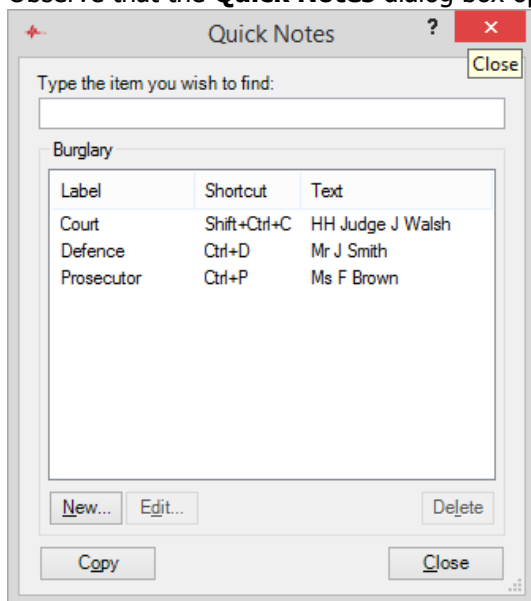 Observe that the Quick Notes dialog box op
Quick Notes ? ×
Close
Type the item you wish to find:
Burglary
Label Shortcut Text
Court Shift+Ctrl+C HH Judge J Walsh
Defence Ctrl+D Mr J Smith
Prosecutor Ctrl+P Ms F Brown
New... Edit... Delete
Copy Close